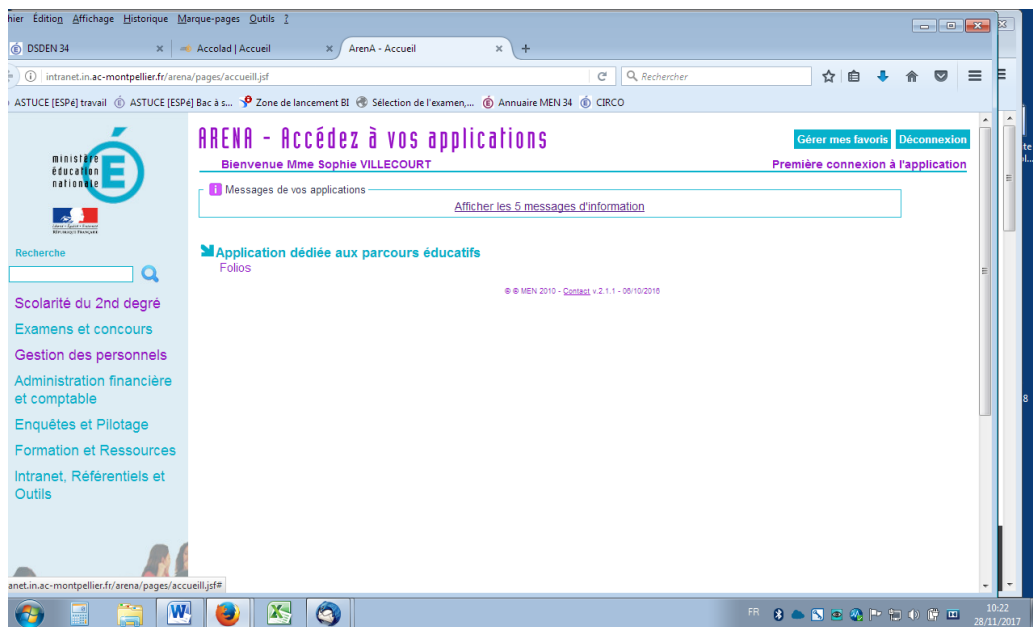 hier Édition Affichage Historique Marque-pages Outils ?
DSDEN 34
Accolad | Accueil
ArenA - Accueil
intranet.in.ac-montpellier.fr/arena/pages/accueil.jsf
Rechercher
ASTUCE [ESPé] travail
ASTUCE [ESPé] Bac à s...
Zone de lancement BI
Sélection de l'examen,...
Annuaire MEN 34
CIRCO
ministère
éducation
nationale
ARENA - Accédez à vos applications
Gérer mes favoris
Déconnexion
Bienvenue Mme Sophie VILLECOURT
Première connexion à l'application
Messages de vos applications
Afficher les 5 messages d'information
Recherche
Application dédiée aux parcours éducatifs
Folios
© © MEN 2010 - Contact v.2.1.1 - 06/10/2016
Scolarité du 2nd degré
Examens et concours
Gestion des personnels
Administration financière
et comptable
Enquêtes et Pilotage
Formation et Ressources
Intranet, Référentiels et
Outils
anet.in.ac-montpellier.fr/arena/pages/accueill.jsf#
FR
10:22
28/11/2017